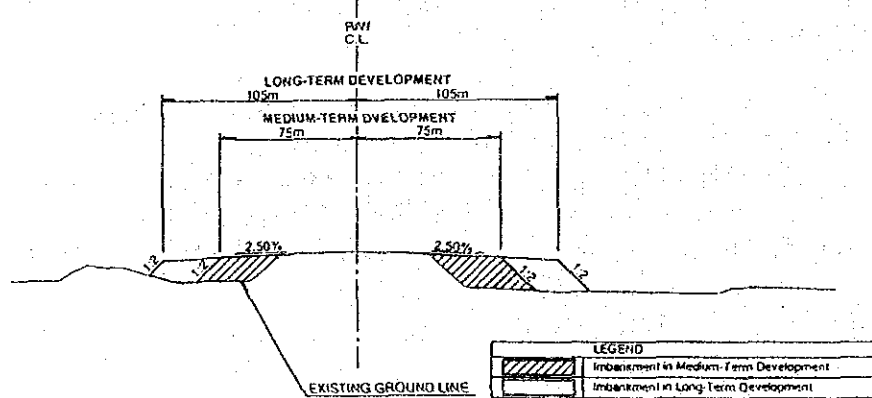 RWY
C.L.
LONG-TERM DEVELOPMENT
105m 105m
MEDIUM-TERM DVELOPMENT
75m 75m
2.50% 2.50%
1:2 1:2 1:2 1:2
EXISTING GROUND LINE
LEGEND
Imbankment in Medium-Term Development
Imbankment in Long-Term Development